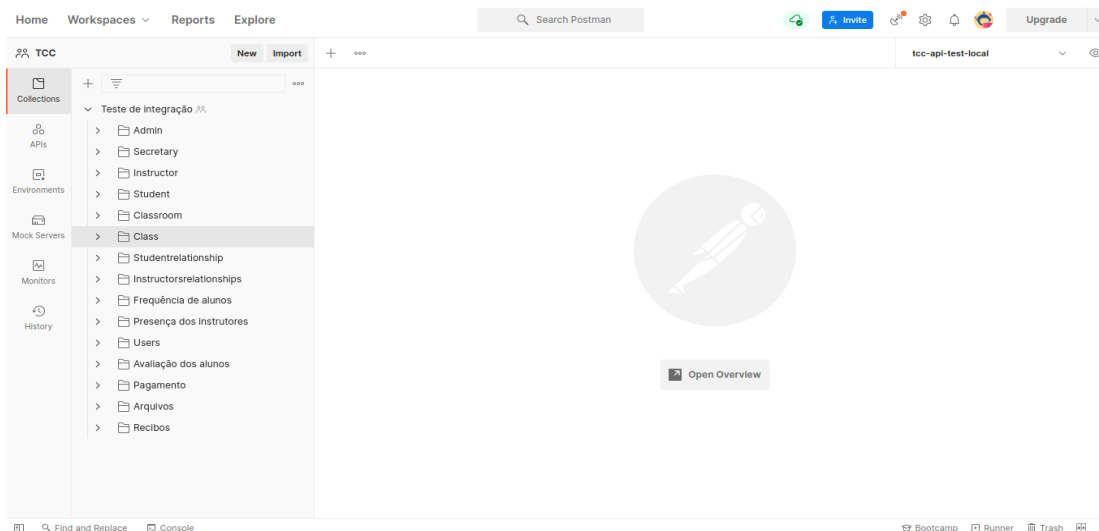 Home Workspaces Reports Explore Search Postman Invite Upgrade
TCC New Import tcc-api-test-local
Collections
APIs
Environments
Mock Servers
Monitors
History
Teste de integração
Admin
Secretary
Instructor
Student
Classroom
Class
Studentrelationship
Instructorsrelationships
Frequência de alunos
Presença dos instrutores
Users
Avaliação dos alunos
Pagamento
Arquivos
Recibos
Open Overview
Find and Replace Console Bootcamp Runner Trash